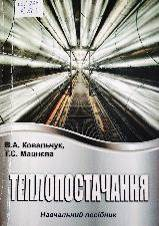 В.А. Ковальчук,
Т.С. Мацнєва
ТЕПЛОПОСТАЧАННЯ
Навчальний посібник